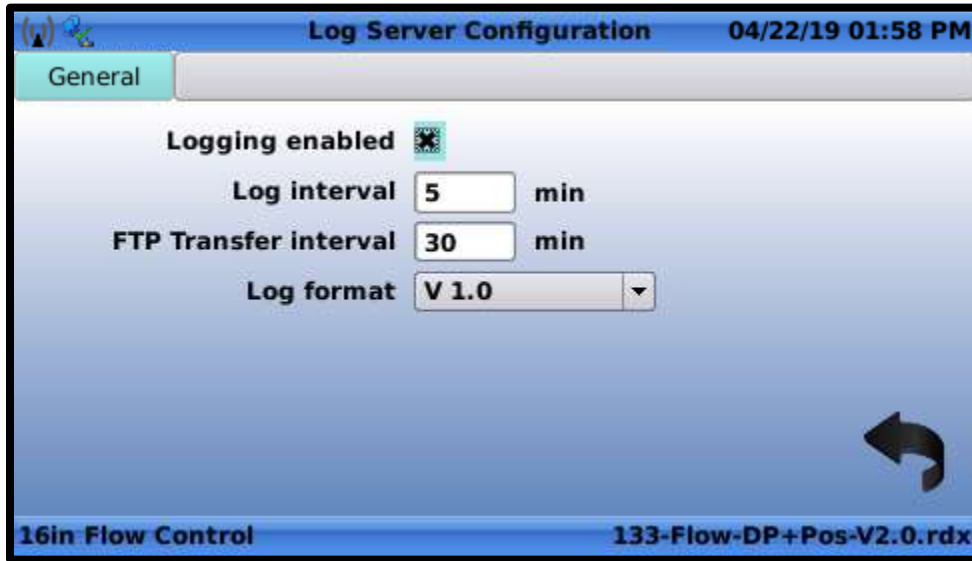 Log Server Configuration 04/22/19 01:58 PM
General
Logging enabled
Log interval 5 min
FTP Transfer interval 30 min
Log format V 1.0
16in Flow Control 133-Flow-DP+Pos-V2.0.rdx